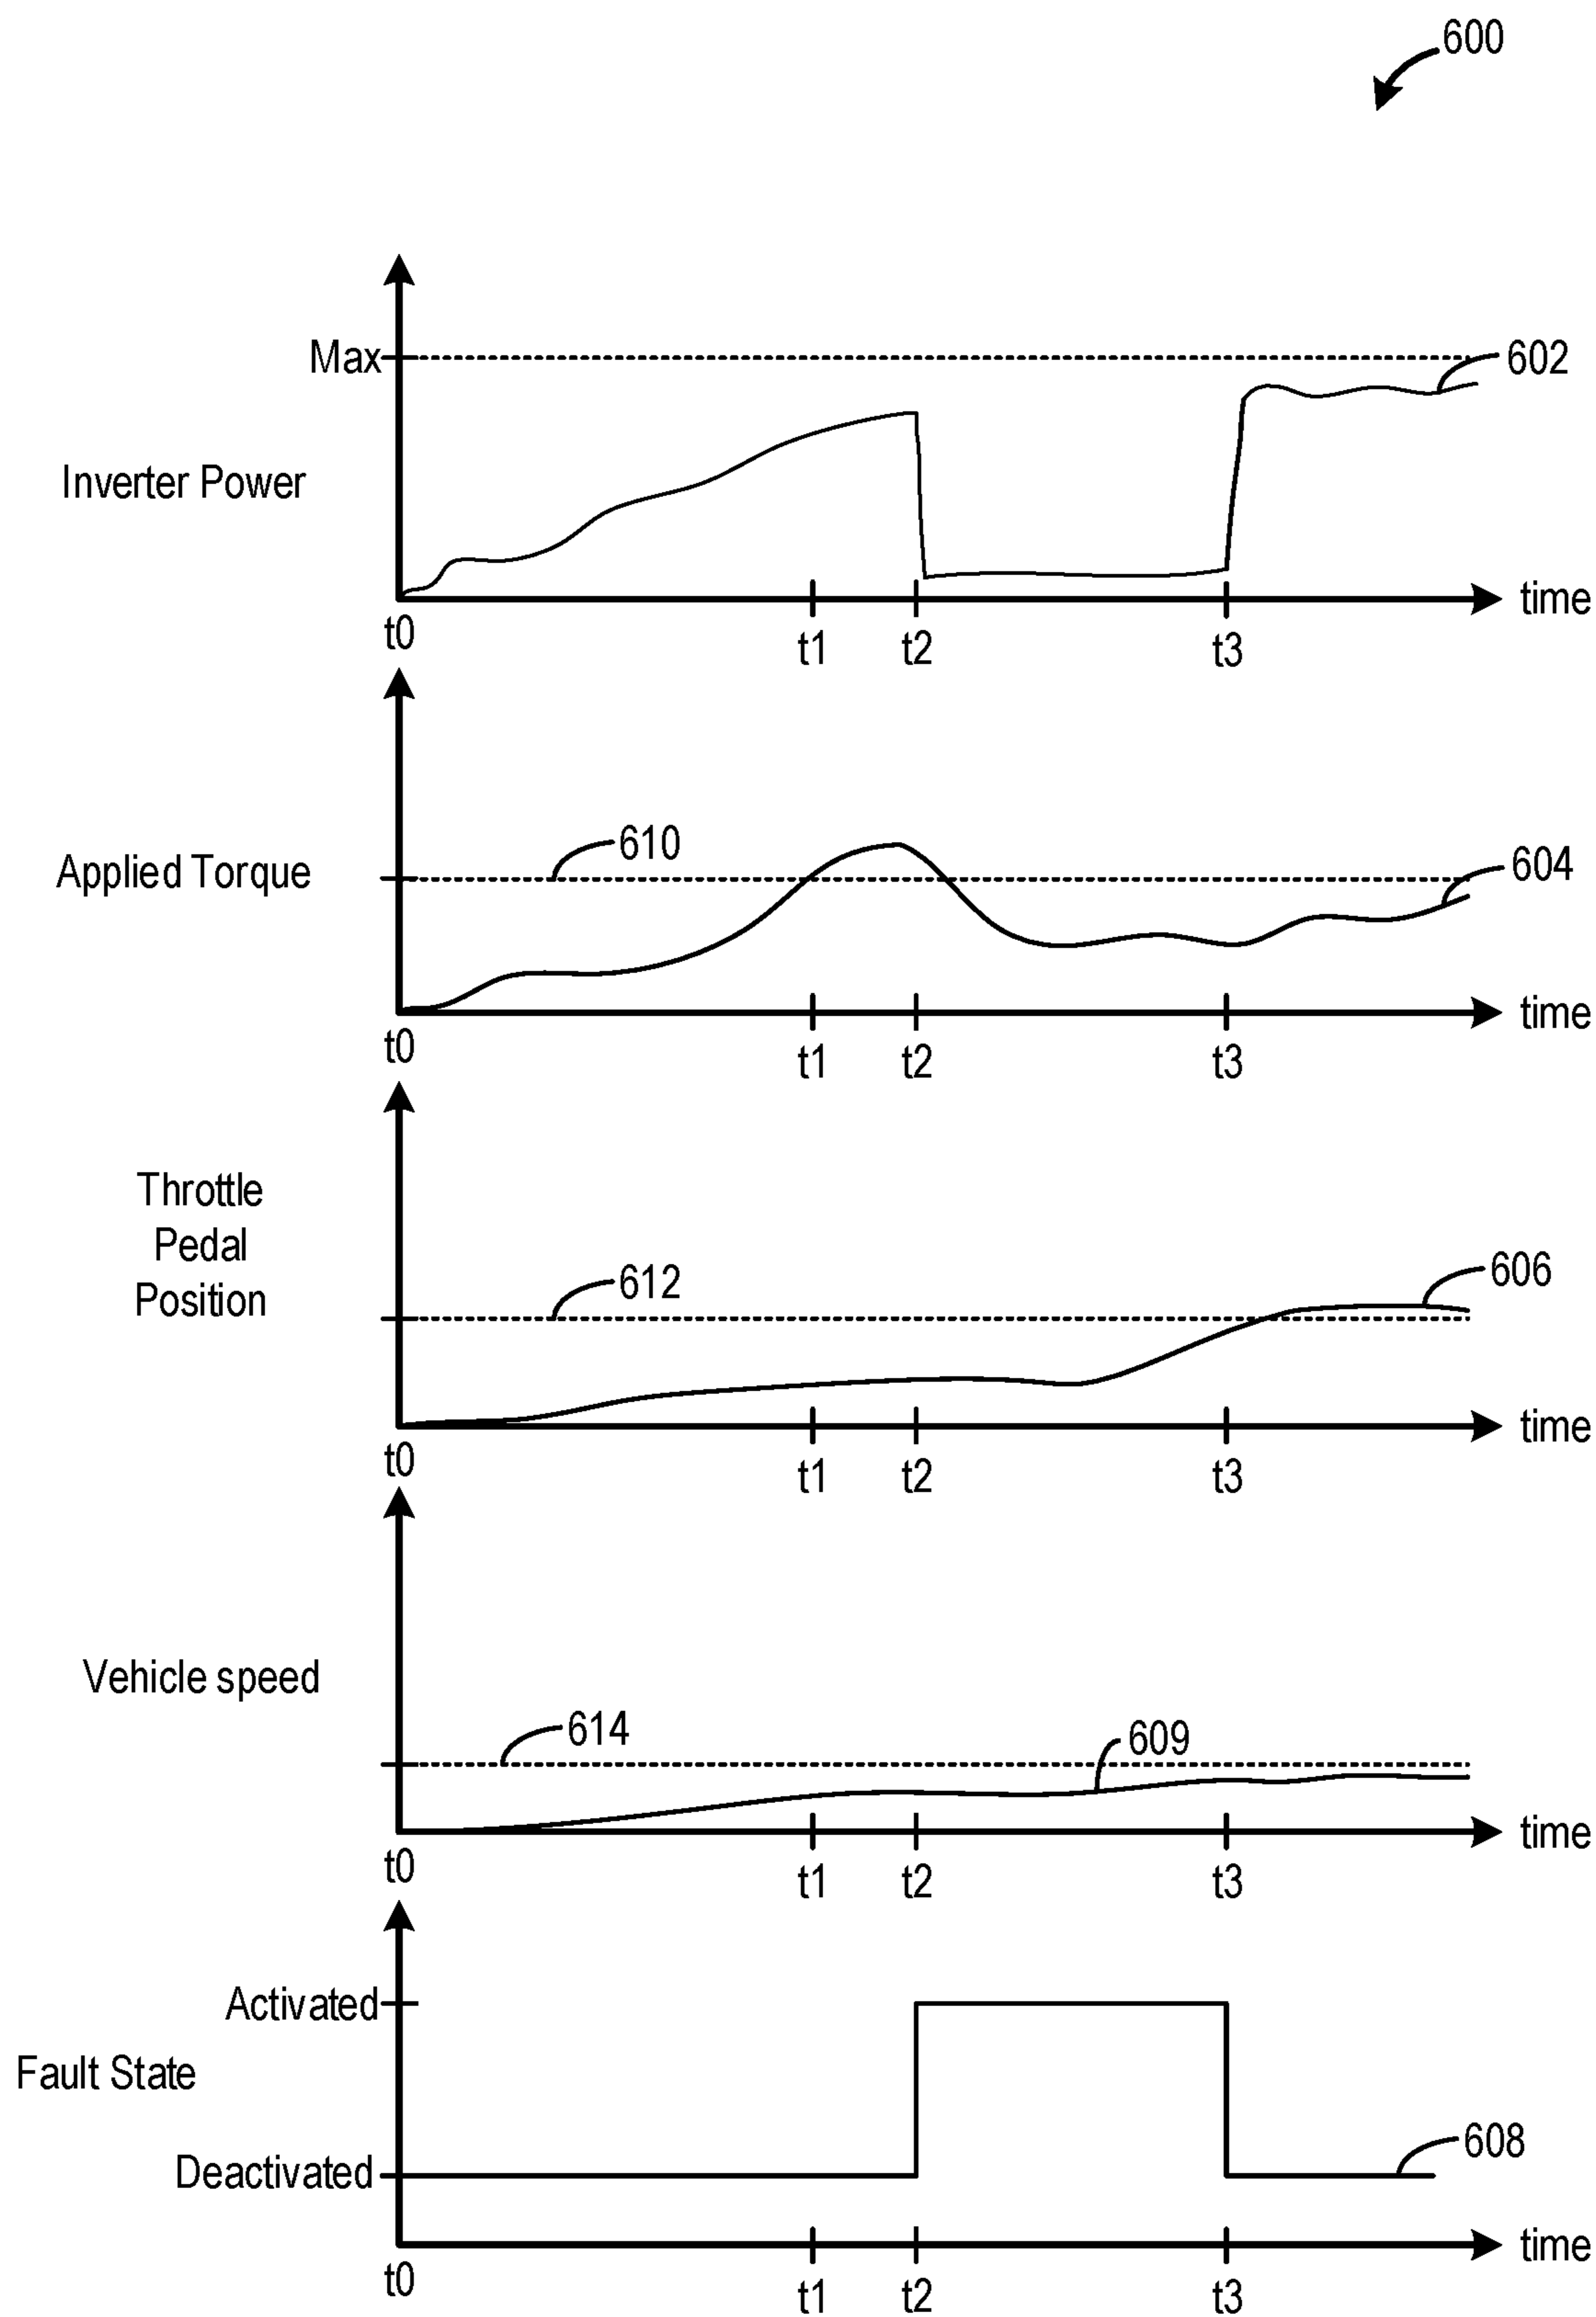 600
Max
602
Inverter Power
time
t0
t1
t2
t3
610
Applied Torque
604
time
t0
t1
t2
t3
Throttle
Pedal
Position
612
606
time
t0
t1
t2
t3
Vehicle speed
614
609
time
t0
t1
t2
t3
Activated
Fault State
608
Deactivated
time
t0
t1
t2
t3